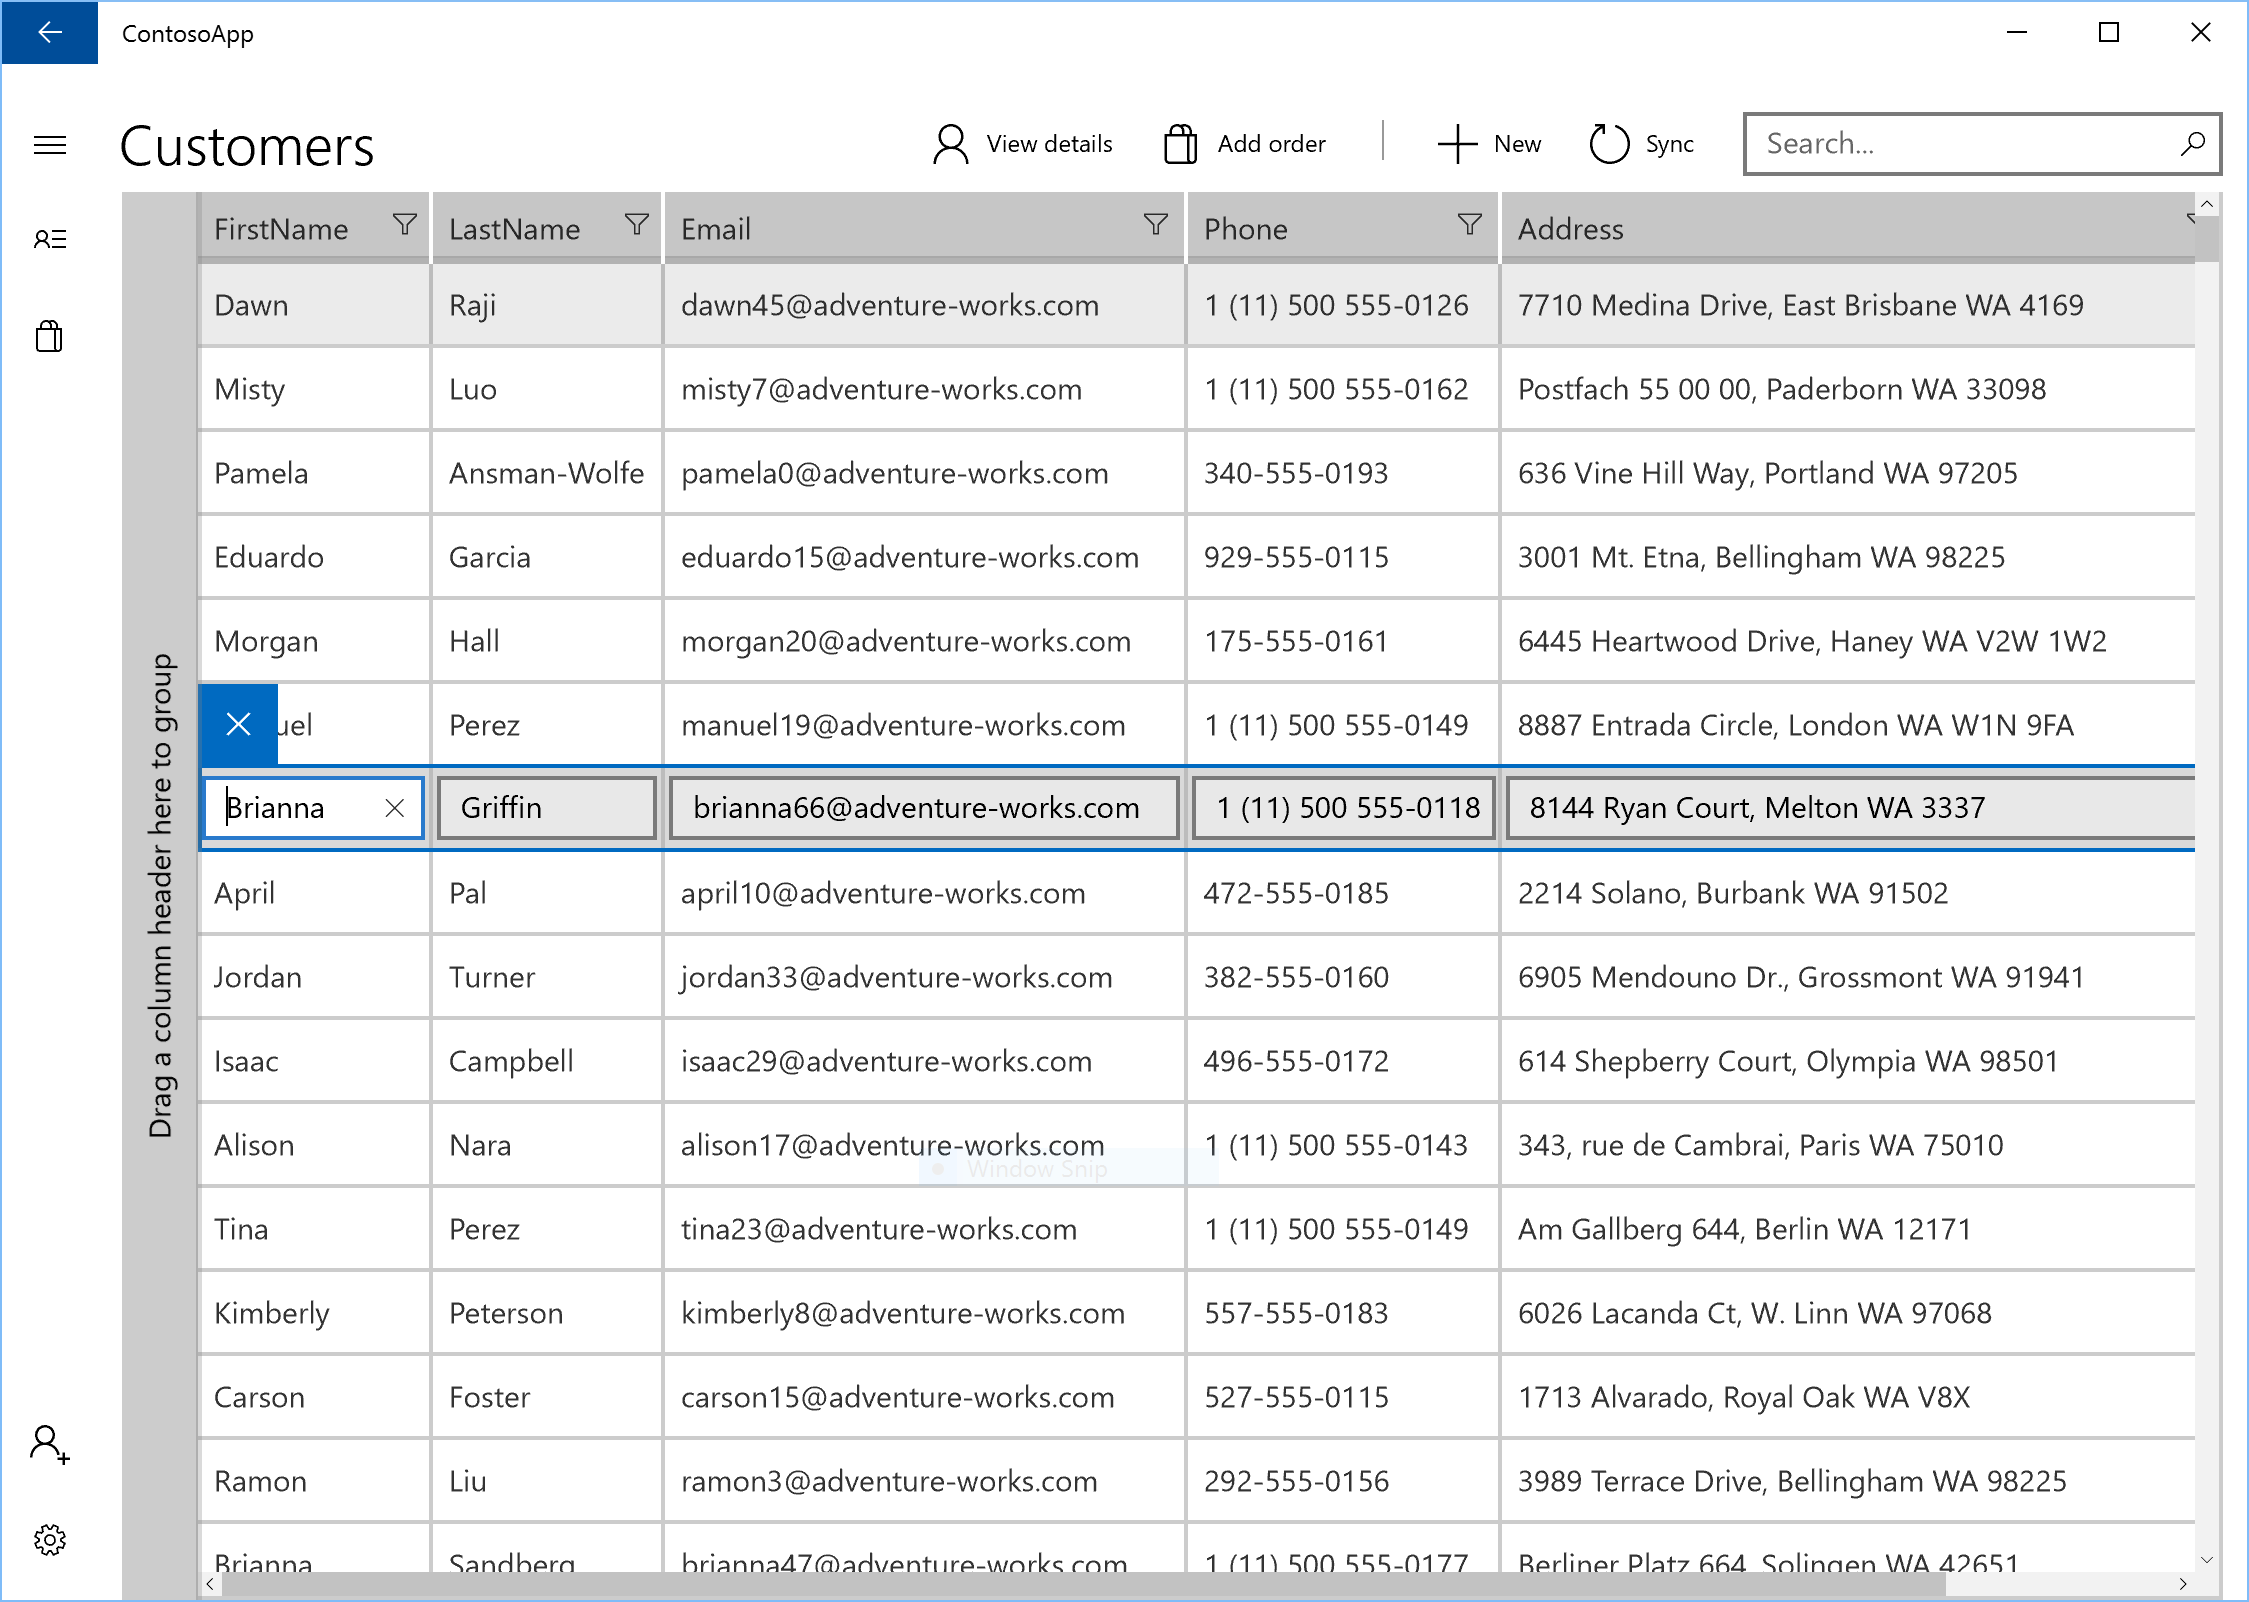 ContosoApp
Customers View details Add order New Sync Search...
FirstName LastName Email Phone Address
Dawn Raji dawn45@adventure-works.com 1 (11) 500 555-0126 7710 Medina Drive, East Brisbane WA 4169
Misty Luo misty7@adventure-works.com 1 (11) 500 555-0162 Postfach 55 00 00, Paderborn WA 33098
Pamela Ansman-Wolfe pamela0@adventure-works.com 340-555-0193 636 Vine Hill Way, Portland WA 97205
Eduardo Garcia eduardo15@adventure-works.com 929-555-0115 3001 Mt. Etna, Bellingham WA 98225
Morgan Hall morgan20@adventure-works.com 175-555-0161 6445 Heartwood Drive, Haney WA V2W 1W2
uel Perez manuel19@adventure-works.com 1 (11) 500 555-0149 8887 Entrada Circle, London WA W1N 9FA
Brianna Griffin brianna66@adventure-works.com 1 (11) 500 555-0118 8144 Ryan Court, Melton WA 3337
April Pal april10@adventure-works.com 472-555-0185 2214 Solano, Burbank WA 91502
Jordan Turner jordan33@adventure-works.com 382-555-0160 6905 Mendouno Dr., Grossmont WA 91941
Isaac Campbell isaac29@adventure-works.com 496-555-0172 614 Shepberry Court, Olympia WA 98501
Alison Nara alison17@adventure-works.com 1 (11) 500 555-0143 343, rue de Cambrai, Paris WA 75010
Window Snip
Tina Perez tina23@adventure-works.com 1 (11) 500 555-0149 Am Gallberg 644, Berlin WA 12171
Kimberly Peterson kimberly8@adventure-works.com 557-555-0183 6026 Lacanda Ct, W. Linn WA 97068
Carson Foster carson15@adventure-works.com 527-555-0115 1713 Alvarado, Royal Oak WA V8X
Ramon Liu ramon3@adventure-works.com 292-555-0156 3989 Terrace Drive, Bellingham WA 98225
Brianna Sandberg brianna47@adventure-works.com 1 (11) 500 555-0177 Berliner Platz 664, Solingen WA 42651
Drag a column header here to group